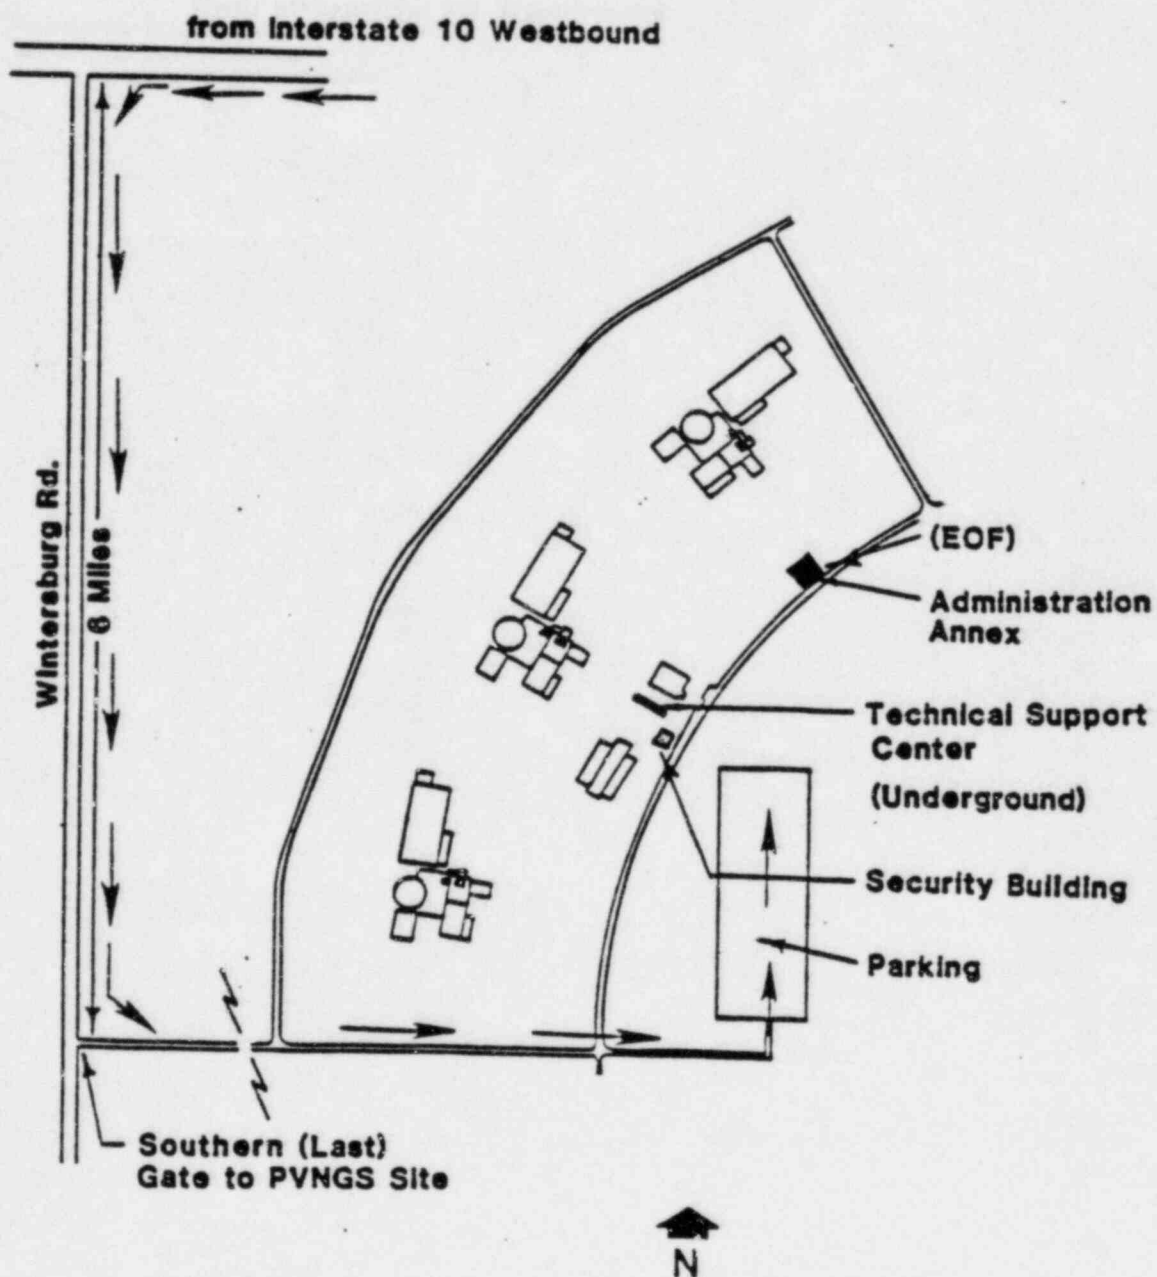 from Interstate 10 Westbound
Wintersburg Rd.
6 Miles
(EOF)
Administration
Annex
Technical Support
Center
(Underground)
Security Building
Parking
Southern (Last)
Gate to PVNGS Site
N